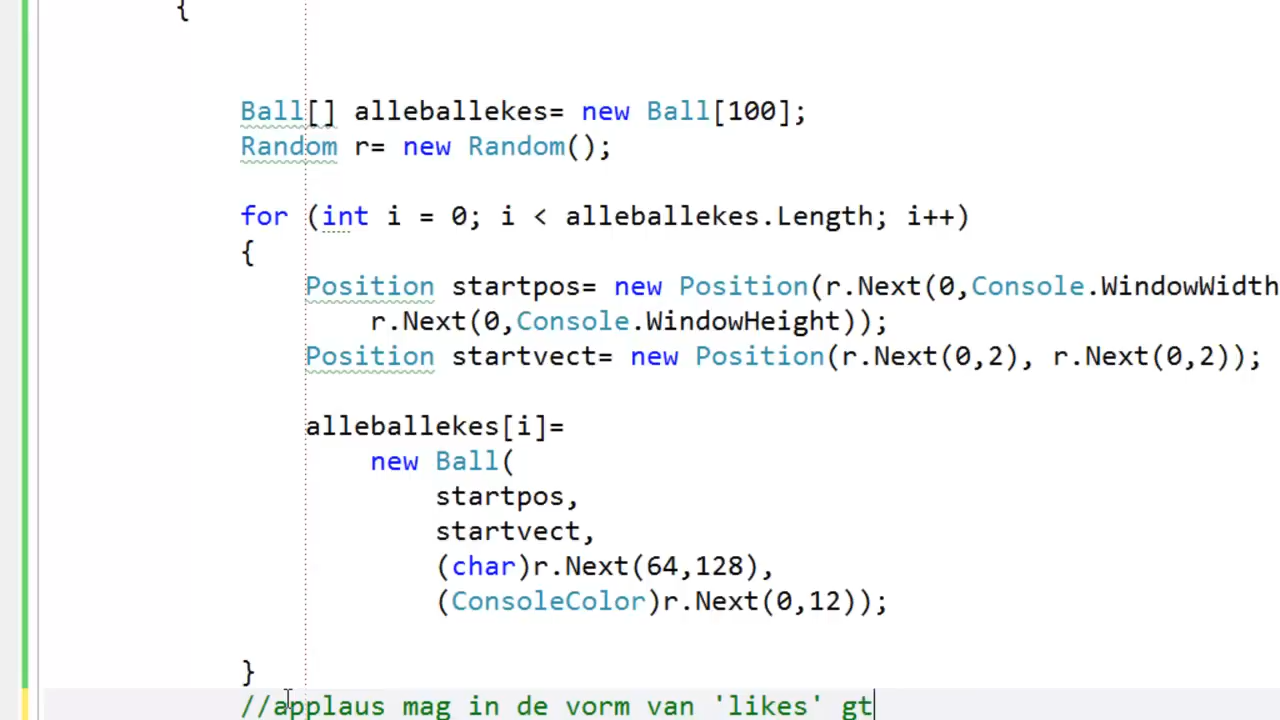 {
Ball[] alleballekes= new Ball[100];
Random r= new Random();
for (int i = 0; i < alleballekes.Length; i++)
{
Position startpos= new Position(r.Next(0,Console.WindowWidth
r.Next(0,Console.WindowHeight));
Position startvect= new Position(r.Next(0,2), r.Next(0,2));
alleballekes[i]=
new Ball(
startpos,
startvect,
(char)r.Next(64,128),
(ConsoleColor)r.Next(0,12));
}
//applaus mag in de vorm van 'likes' gt